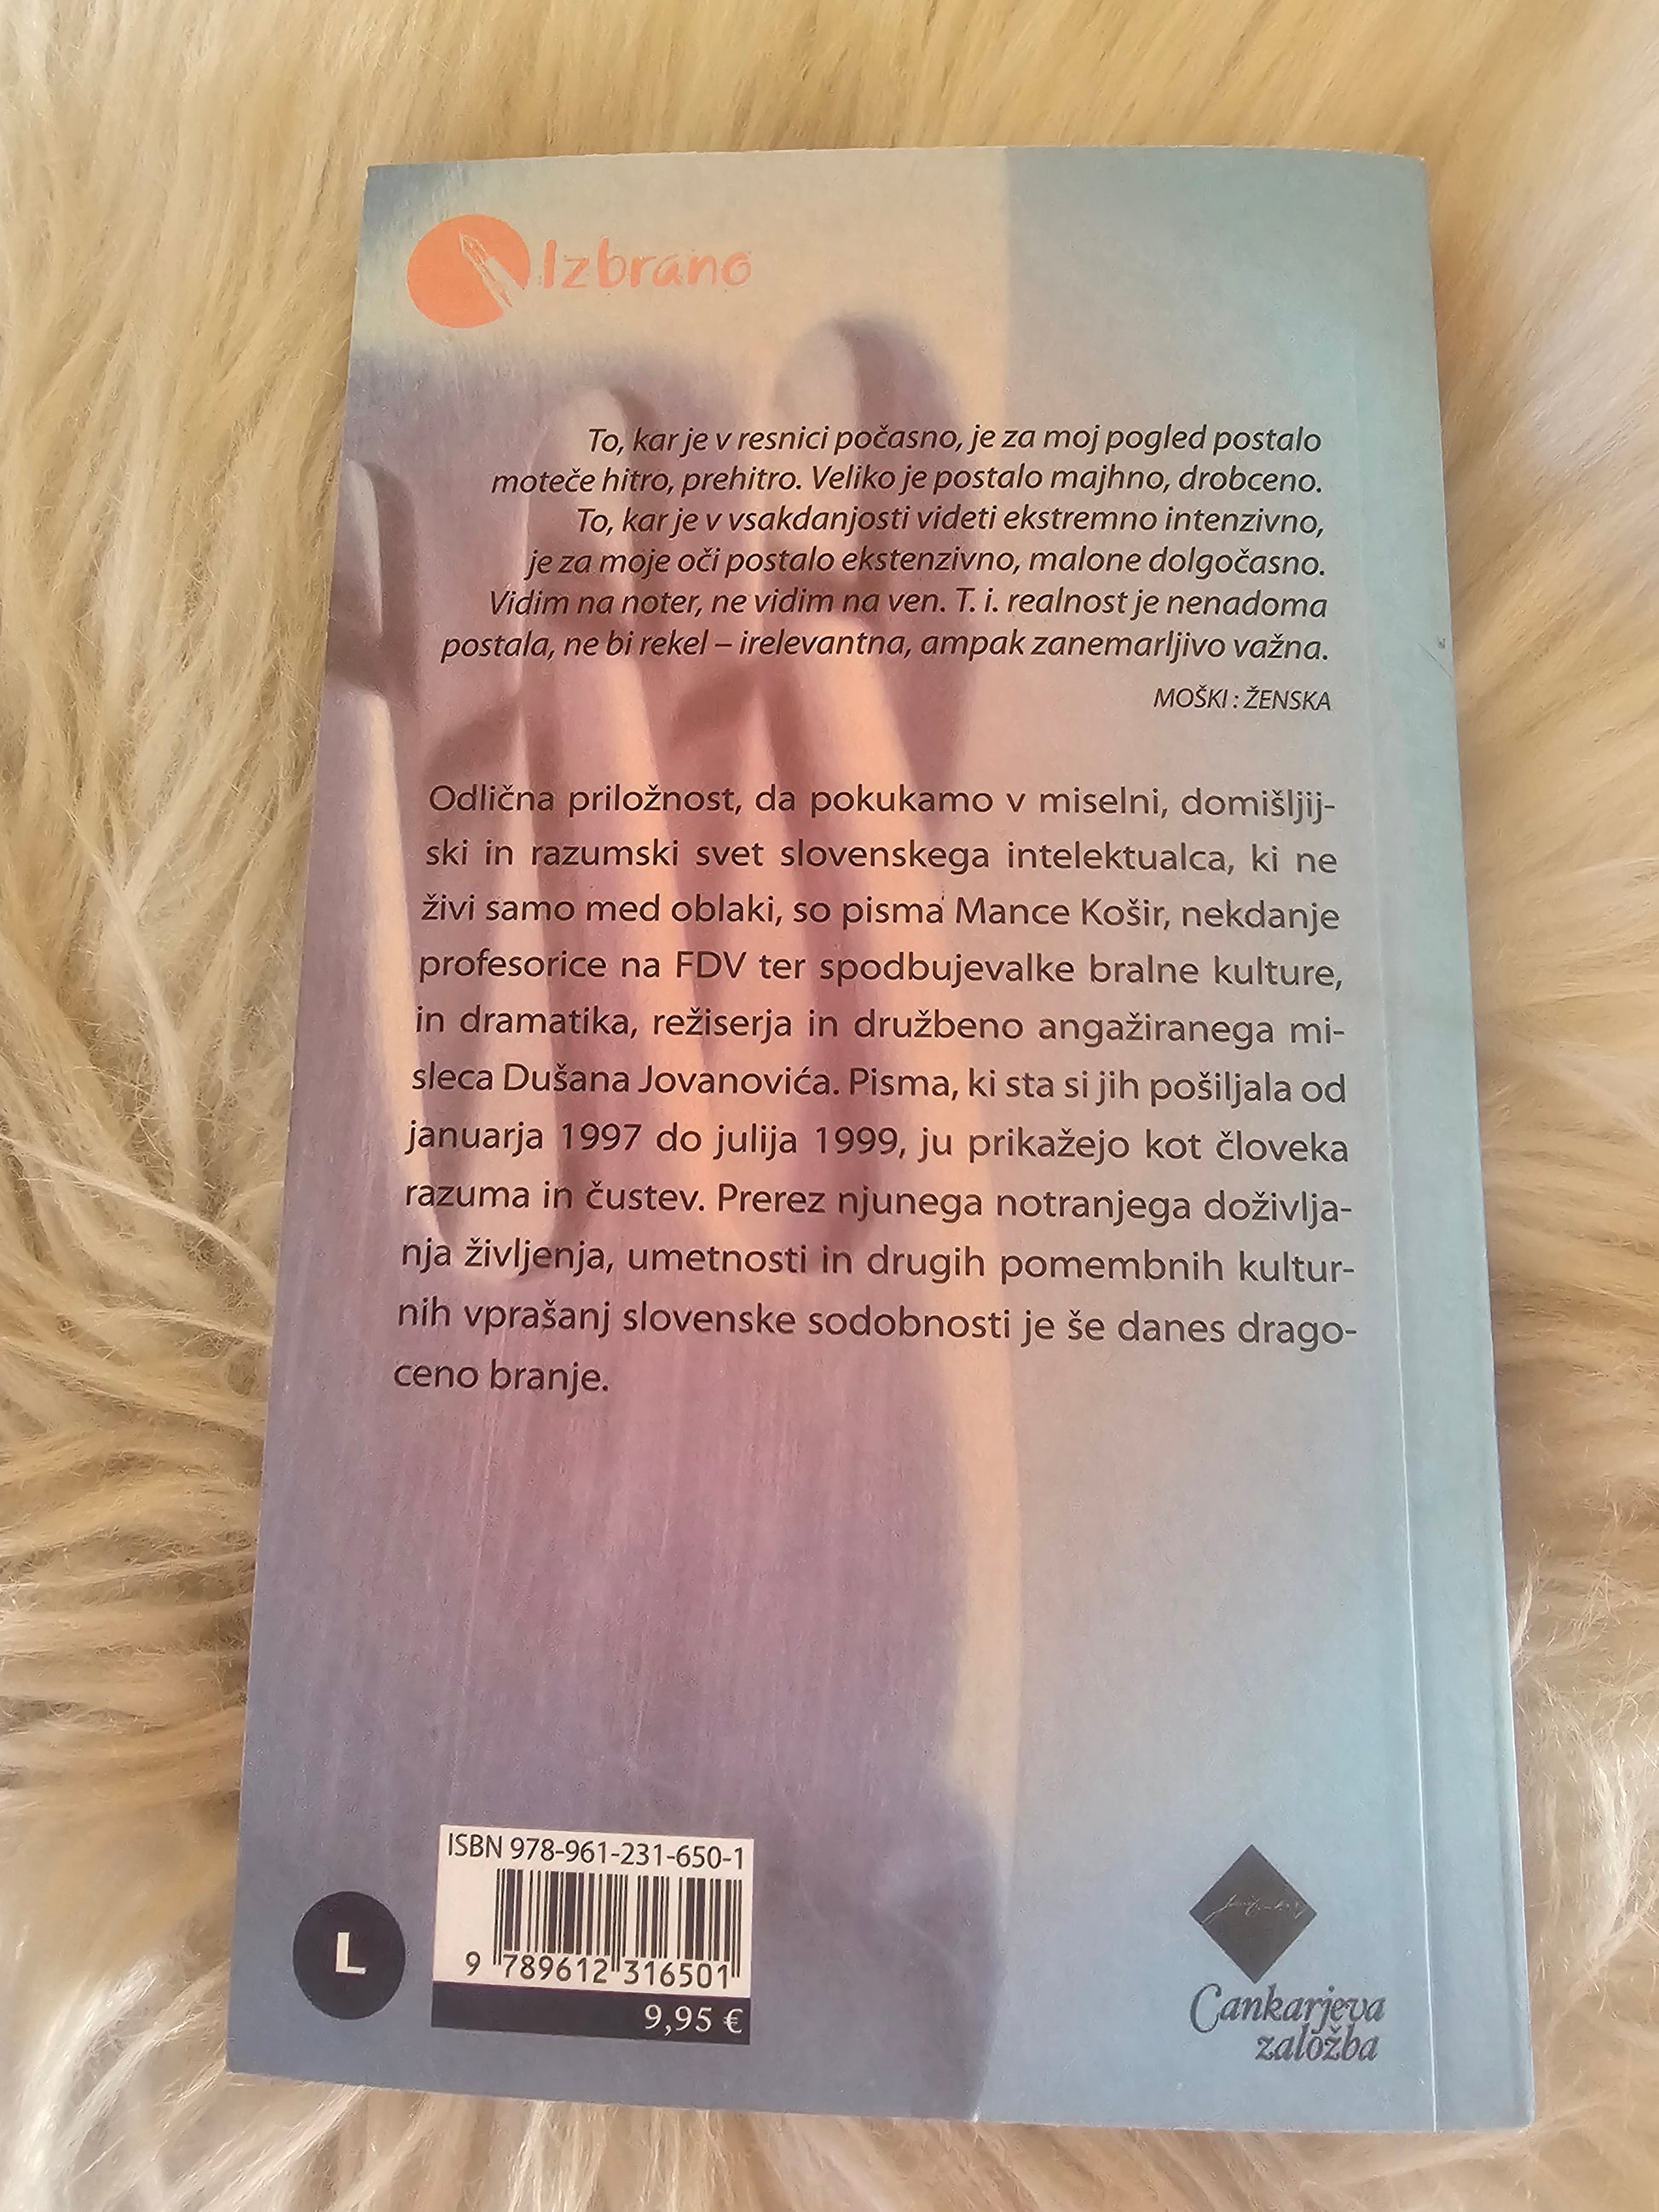 Izbrano
To, kar je v resnici počasno, je za moj pogled postalo
moteče hitro, prehitro. Veliko je postalo majhno, drobceno.
To, kar je v vsakdanjosti videti ekstremno intenzivno,
je za moje oči postalo ekstenzivno, malone dolgočasno.
Vidim na noter, ne vidim na ven. T. i. realnost je nenadoma
postala, ne bi rekel – irelevantna, ampak zanemarljivo važna.
MOŠKI : ŽENSKA
Odlična priložnost, da pokukamo v miselni, domišljij-
ski in razumski svet slovenskega intelektualca, ki ne
živi samo med oblaki, so pisma Mance Košir, nekdanje
profesorice na FDV ter spodbujevalke bralne kulture,
in dramatika, režiserja in družbeno angažiranega mi-
sleca Dušana Jovanovića. Pisma, ki sta si jih pošiljala od
januarja 1997 do julija 1999, ju prikažejo kot človeka
razuma in čustev. Prerez njunega notranjega doživlja-
nja življenja, umetnosti in drugih pomembnih kultur-
nih vprašanj slovenske sodobnosti je še danes drago-
ceno branje.
ISBN 978-961-231-650-1
9 789612 316501
9,95 €
L
Cankarjeva
založba